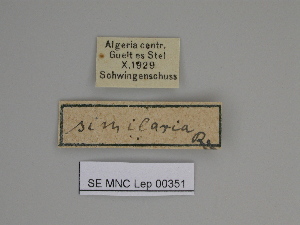 Algeria centr.
Guelt es Stel
X.1929
Schwingenschuss
similaria
SE MNC Lep 00351